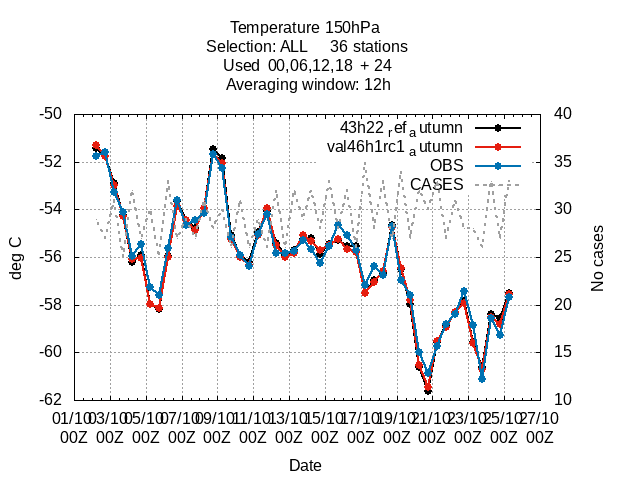 Temperature 150hPa
Selection: ALL 36 stations
Used 00,06,12,18 + 24
Averaging window: 12h
43h22refautumn
val46h1rc1autumn
OBS
CASES
-50
-52
-54
-56
-58
-60
-62
deg C
40
35
30
25
20
15
10
No cases
01/10 03/10 05/10 07/10 09/10 11/10 13/10 15/10 17/10 19/10 21/10 23/10 25/10 27/10
00Z 00Z 00Z 00Z 00Z 00Z 00Z 00Z 00Z 00Z 00Z 00Z 00Z 00Z
Date